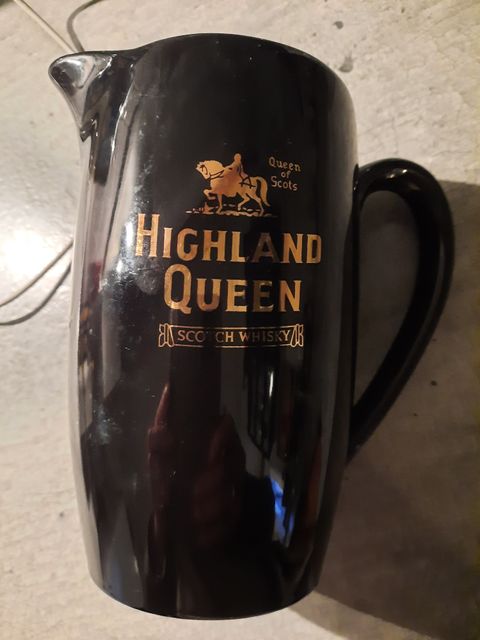 Queen
of
Scots
HIGHLAND
QUEEN
SCOTCH WHISKY